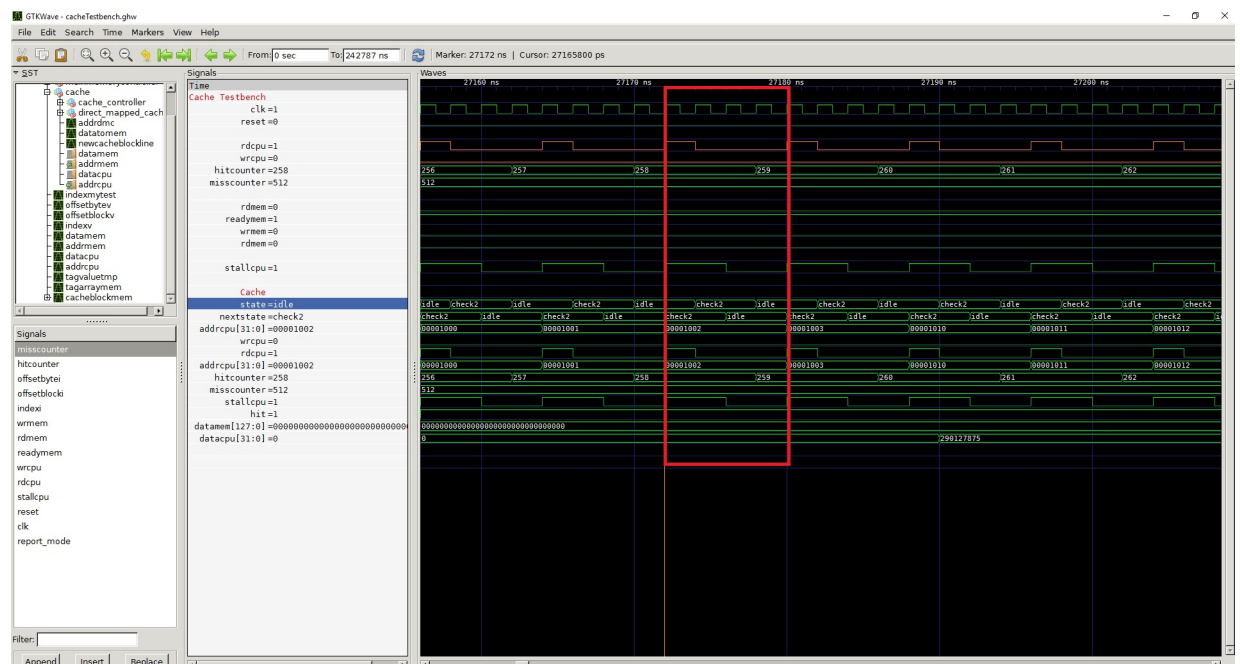 GTKWave - cacheTestbench.ghw
File Edit Search Time Markers View Help
From: 0 sec To: 242787 ns Marker: 27172 ns | Cursor: 27165800 ps
SST
cache
cache_controller
direct_mapped_cach
addrdmc
datatomem
newcacheblockline
datamem
addrmem
datacpu
addrcpu
indexmytest
offsetbytev
offsetblockv
indexv
datamem
addrmem
datacpu
addrcpu
tagvaluetmp
tagarraymem
cacheblockmem
Signals
misscounter
hitcounter
offsetbytei
offsetblocki
indexi
wrmem
rdmem
readymem
wrcpu
rdcpu
stallcpu
reset
clk
report_mode
Filter:
Append Insert Replace
Signals
Time
Cache Testbench
clk=1
reset=0
rdcpu=1
wrcpu=0
hitcounter=258
misscounter=512
rdmem=0
readymem=1
wrmem=0
rdmem=0
stallcpu=1
Cache
state=idle
nextstate=check2
addrcpu[31:0]=00001002
wrcpu=0
rdcpu=1
addrcpu[31:0]=00001002
hitcounter=258
misscounter=512
stallcpu=1
hit=1
datacpu[31:0]=0
Waves
27160 ns 27170 ns 27180 ns 27190 ns 27200 ns
256 257 258 259 260 261 262
512
idle check2 idle check2 idle check2 idle check2 idle check2 idle check2 idle check2
check2 idle check2 idle check2 idle check2 idle check2 idle check2 idle check2
00001000 00001001 00001002 00001003 00001010 00001011 00001012
00001000 00001001 00001002 00001003 00001010 00001011 00001012
256 257 258 259 260 261 262
512
0 290127875